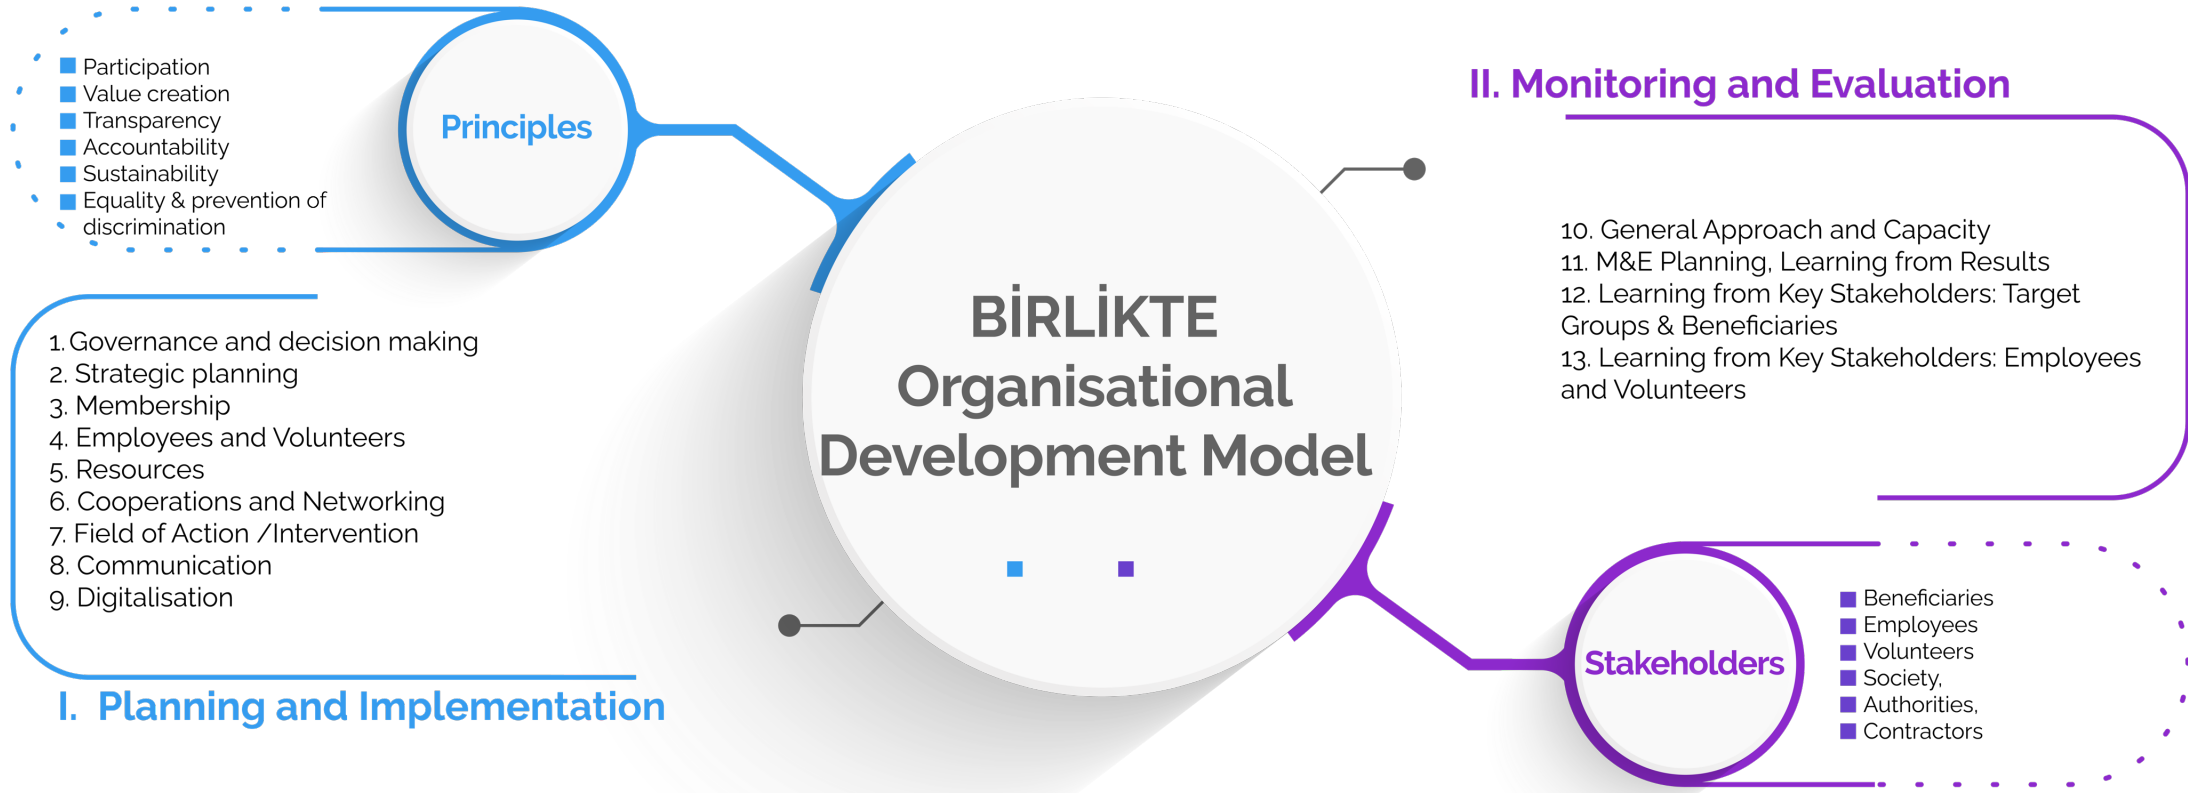 Participation
Value creation
Transparency
Accountability
Sustainability
Equality & prevention of
discrimination
Principles
1. Governance and decision making
2. Strategic planning
3. Membership
4. Employees and Volunteers
5. Resources
6. Cooperations and Networking
7. Field of Action /Intervention
8. Communication
9. Digitalisation
I. Planning and Implementation
BİRLİKTE
Organisational
Development Model
II. Monitoring and Evaluation
10. General Approach and Capacity
11. M&E Planning, Learning from Results
12. Learning from Key Stakeholders: Target
Groups & Beneficiaries
13. Learning from Key Stakeholders: Employees
and Volunteers
Stakeholders
Beneficiaries
Employees
Volunteers
Society,
Authorities,
Contractors